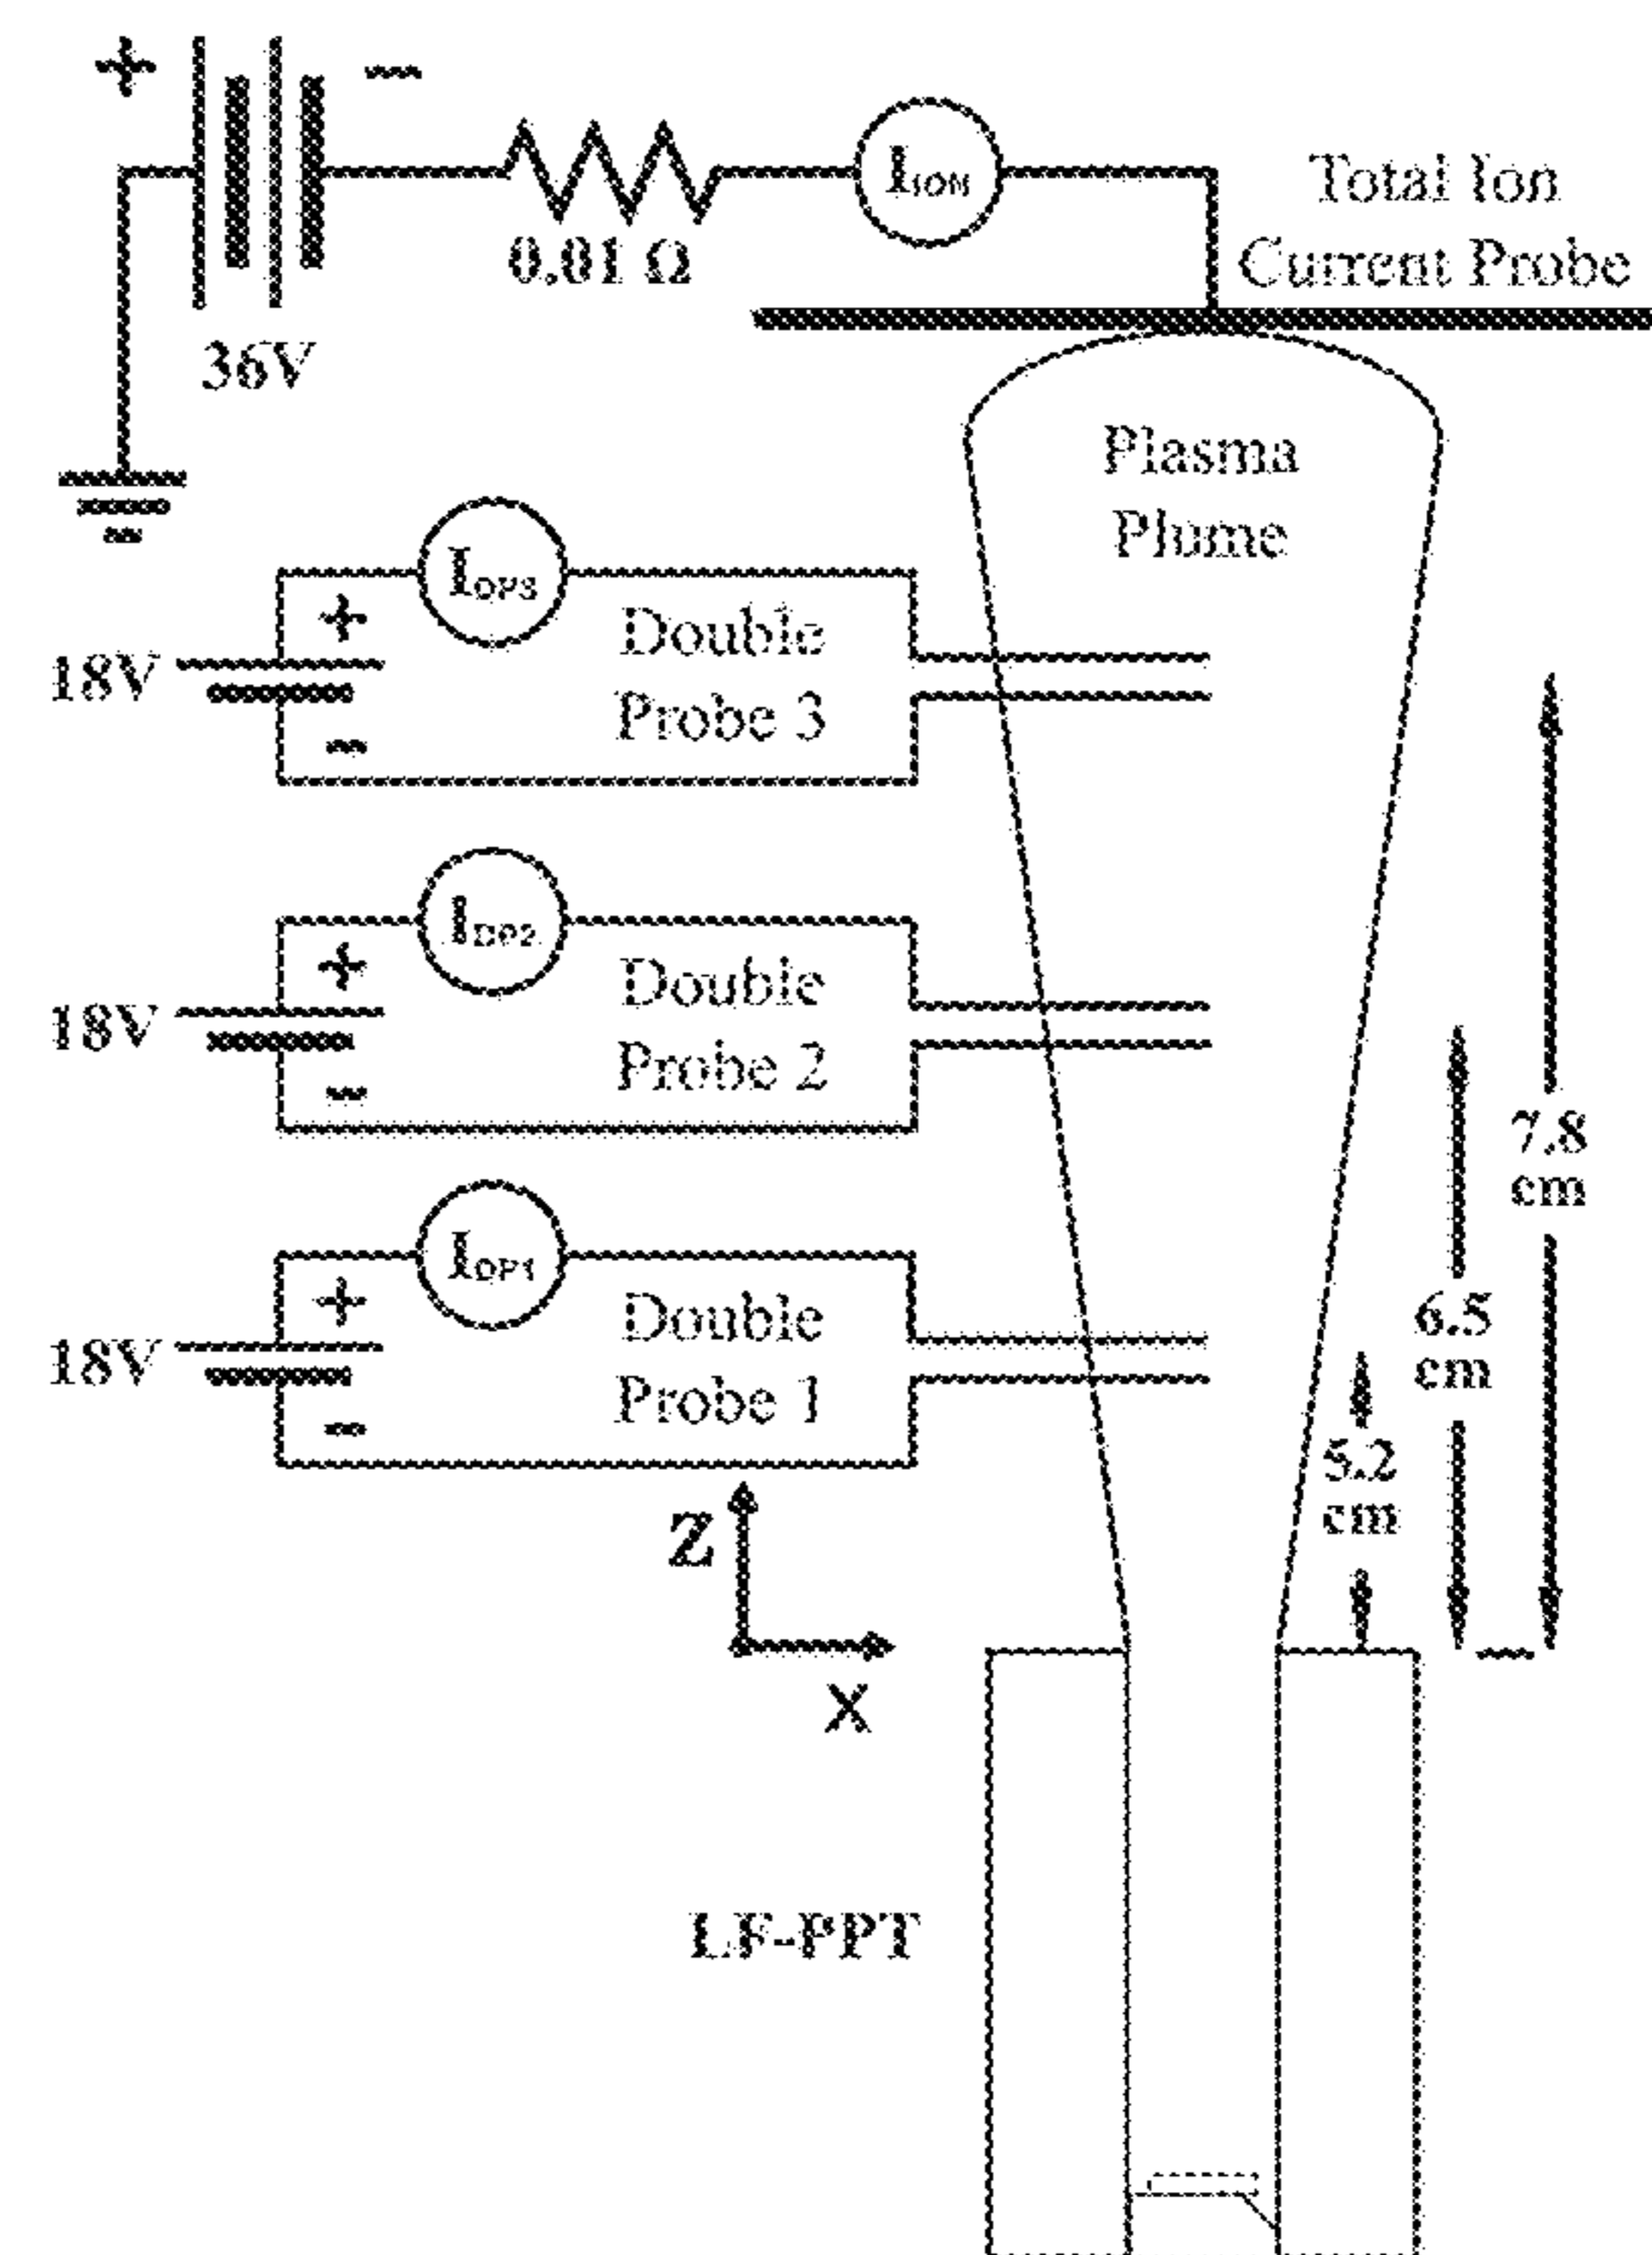 +
−
I_ION
Total Ion
Current Probe
0.01 Ω
36V
Plasma
Plume
I_DP3
+
Double
18V
Probe 3
−
I_DP2
+
Double
18V
Probe 2
−
7.8
cm
I_DP1
+
Double
18V
Probe 1
−
6.5
cm
5.2
cm
Z
X
LF-PPT